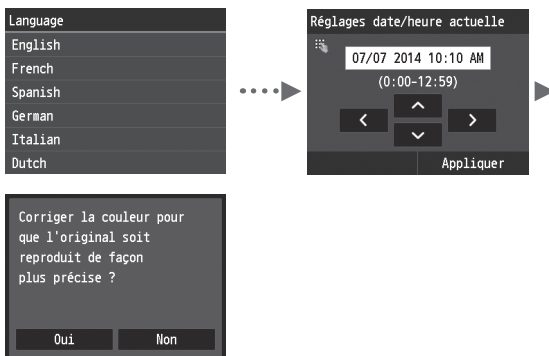 Language
English
French
Spanish
German
Italian
Dutch
Réglages date/heure actuelle
07/07 2014 10:10 AM
(0:00-12:59)
Appliquer
Corriger la couleur pour
que l'original soit
reproduit de façon
plus précise ?
Oui
Non